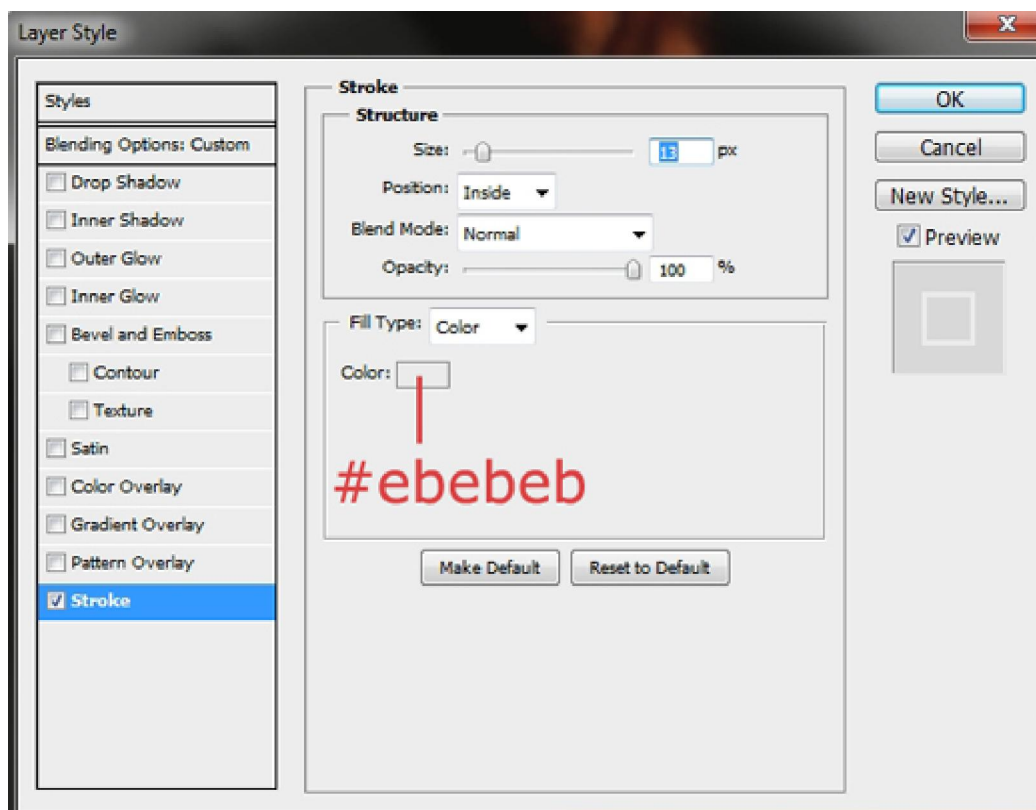 Layer Style
Styles
Blending Options: Custom
Drop Shadow
Inner Shadow
Outer Glow
Inner Glow
Bevel and Emboss
Contour
Texture
Satin
Color Overlay
Gradient Overlay
Pattern Overlay
Stroke
Stroke
Structure
Size: 13 px
Position: Inside
Blend Mode: Normal
Opacity: 100 %
Fill Type: Color
Color:
#ebebeb
Make Default Reset to Default
OK
Cancel
New Style...
Preview